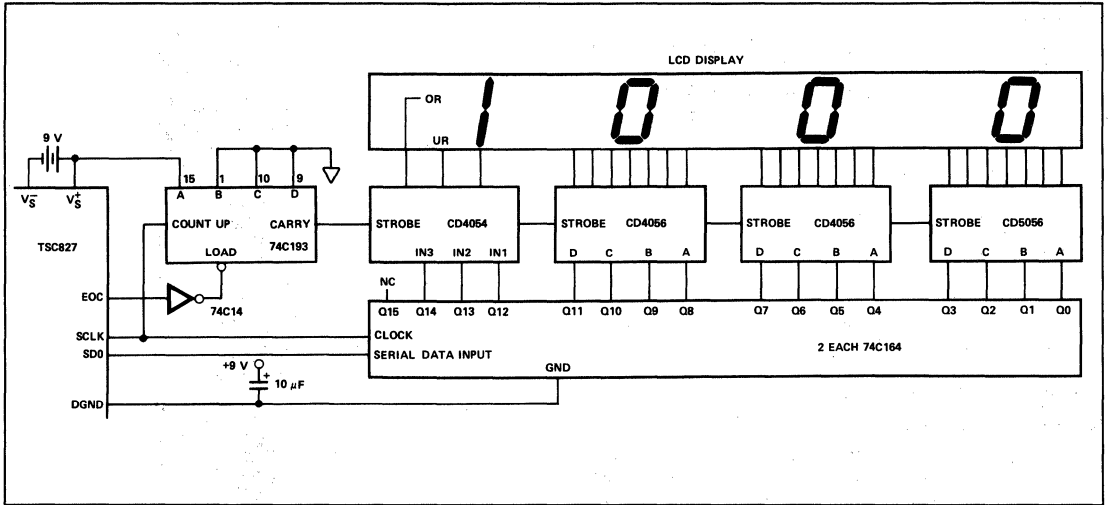 LCD DISPLAY
OR
UR
1 0 0 0
9 V
15 1 10 9
A B C D
V_S^- V_S^+
COUNT UP CARRY
74C193
LOAD
TSC827
STROBE CD4054
IN3 IN2 IN1
STROBE CD4056
D C B A
STROBE CD4056
D C B A
STROBE CD5056
D C B A
EOC
74C14
NC
Q15 Q14 Q13 Q12 Q11 Q10 Q9 Q8 Q7 Q6 Q5 Q4 Q3 Q2 Q1 Q0
SCLK
CLOCK
2 EACH 74C164
SD0
SERIAL DATA INPUT
GND
+9 V
+
10 μF
DGND